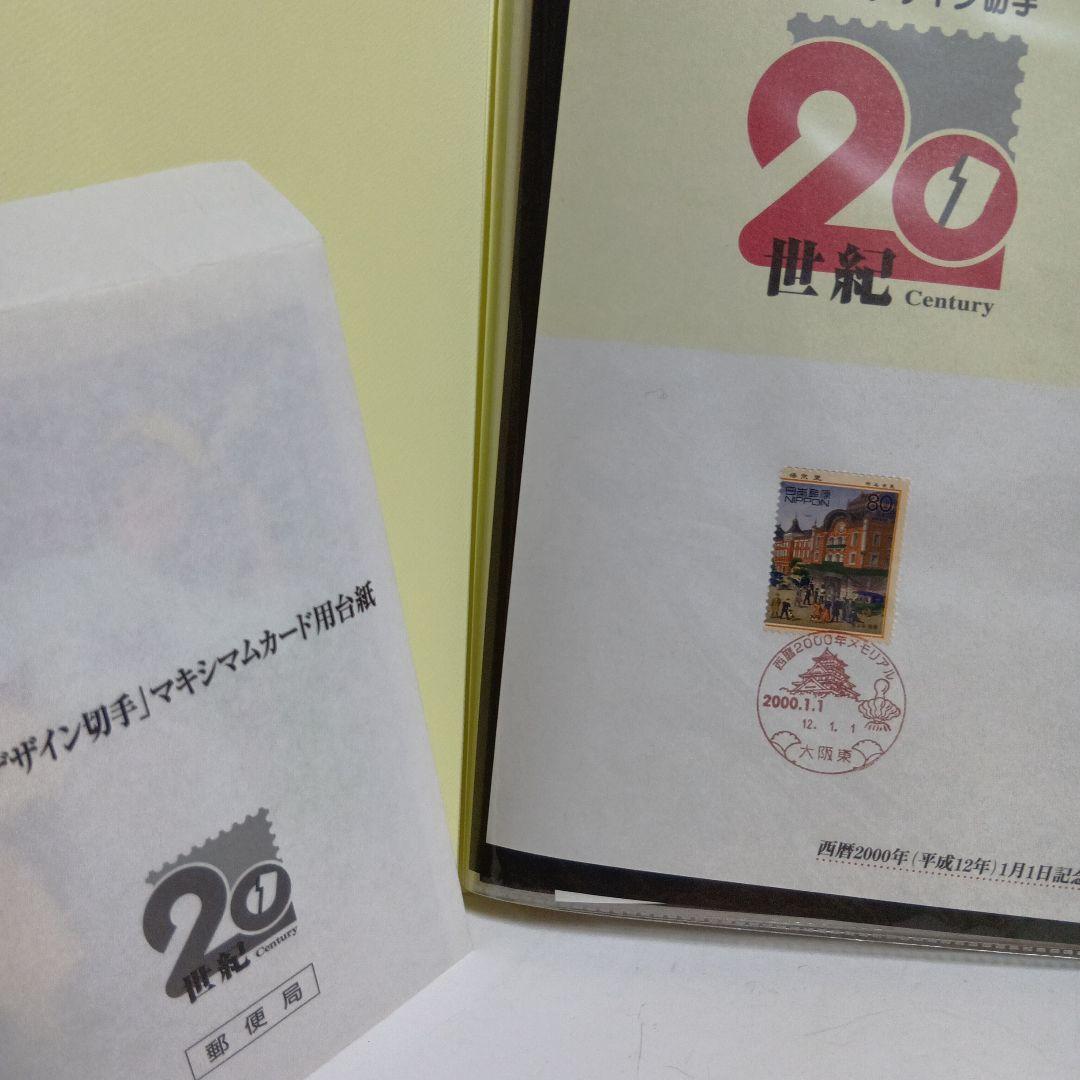 デザイン切手」マキシマムカード用台紙
20
世紀 Century
郵便局
ザイン切手
20
世紀 Century
日本郵便 80
NIPPON
西暦2000年メモリアル
2000.1.1
12. 1. 1
大阪東
西暦2000年(平成12年)1月1日記念